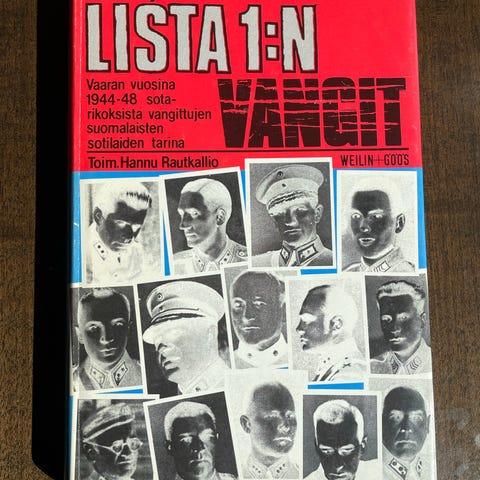 LISTA 1:N
VANGIT
Vaaran vuosina
1944-48 sota-
rikoksista vangittujen
suomalaisten
sotilaiden tarina
Toim. Hannu Rautkallio
WEILIN+GÖÖS